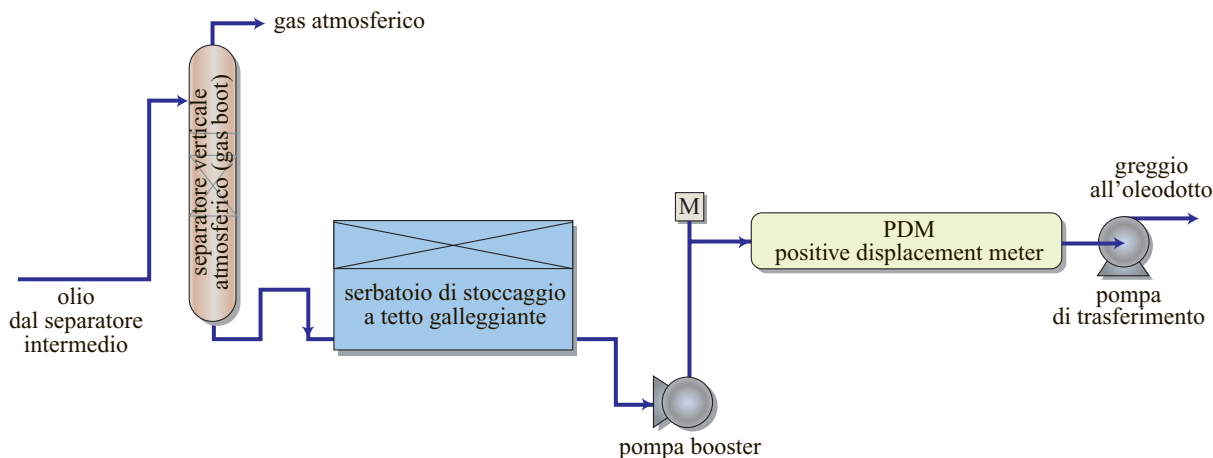 gas atmosferico
separatore verticale
atmosferico (gas boot)
olio
dal separatore
intermedio
serbatoio di stoccaggio
a tetto galleggiante
pompa booster
M
PDM
positive displacement meter
greggio
all'oleodotto
pompa
di trasferimento